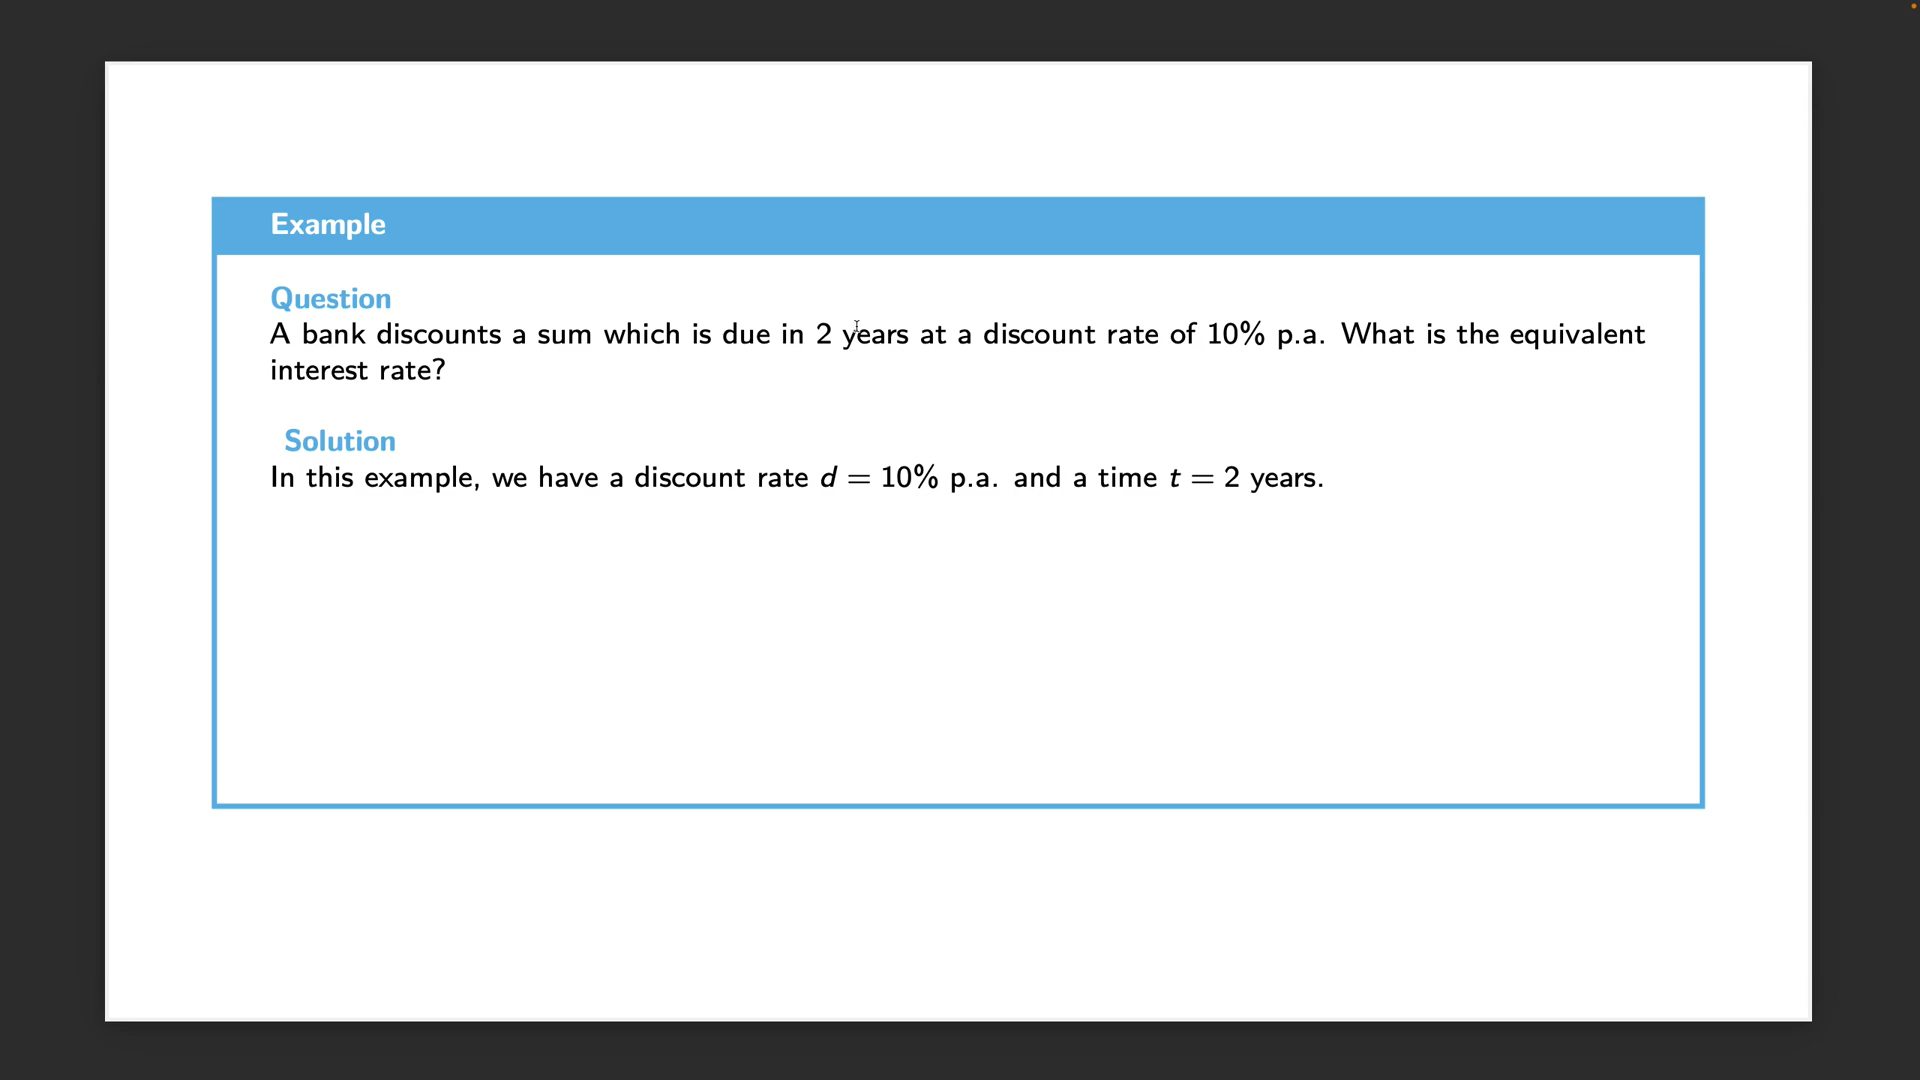 Example
Question
A bank discounts a sum which is due in 2 years at a discount rate of 10% p.a. What is the equivalent
interest rate?
Solution
In this example, we have a discount rate d = 10% p.a. and a time t = 2 years.